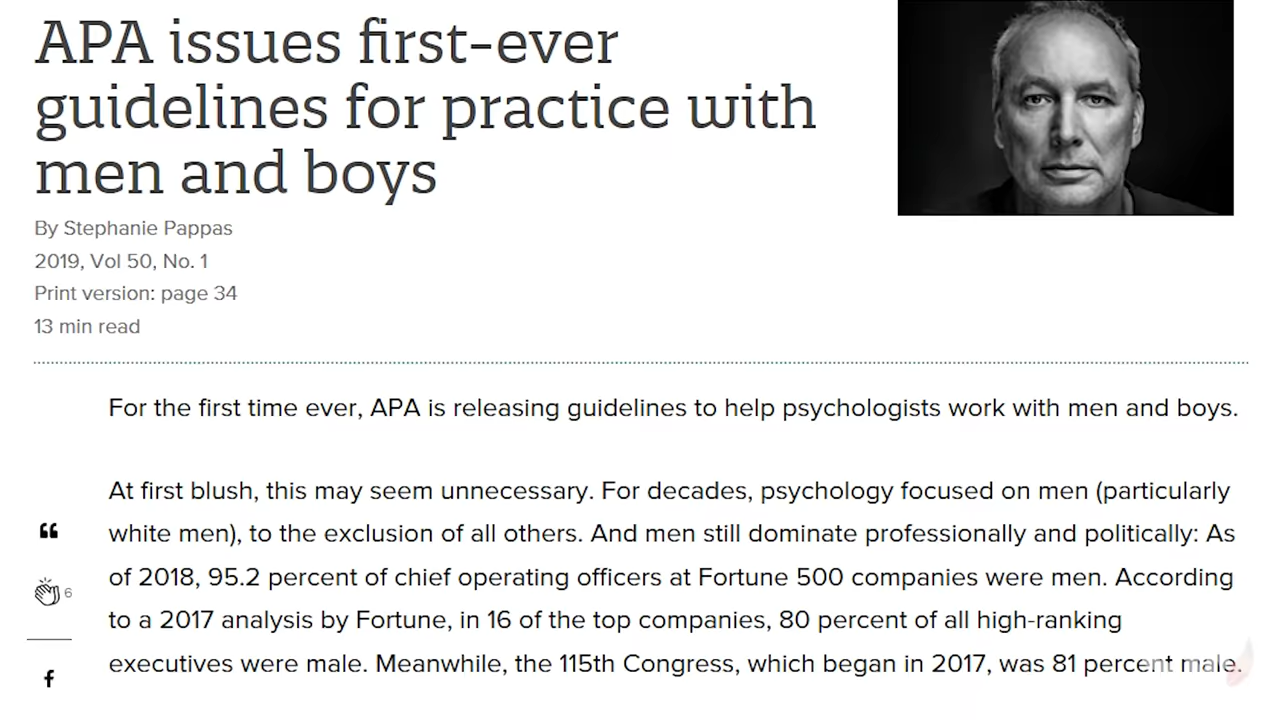 APA issues first-ever
guidelines for practice with
men and boys
By Stephanie Pappas
2019, Vol 50, No. 1
Print version: page 34
13 min read
For the first time ever, APA is releasing guidelines to help psychologists work with men and boys.
At first blush, this may seem unnecessary. For decades, psychology focused on men (particularly
white men), to the exclusion of all others. And men still dominate professionally and politically: As
of 2018, 95.2 percent of chief operating officers at Fortune 500 companies were men. According
6
to a 2017 analysis by Fortune, in 16 of the top companies, 80 percent of all high-ranking
executives were male. Meanwhile, the 115th Congress, which began in 2017, was 81 percent male.